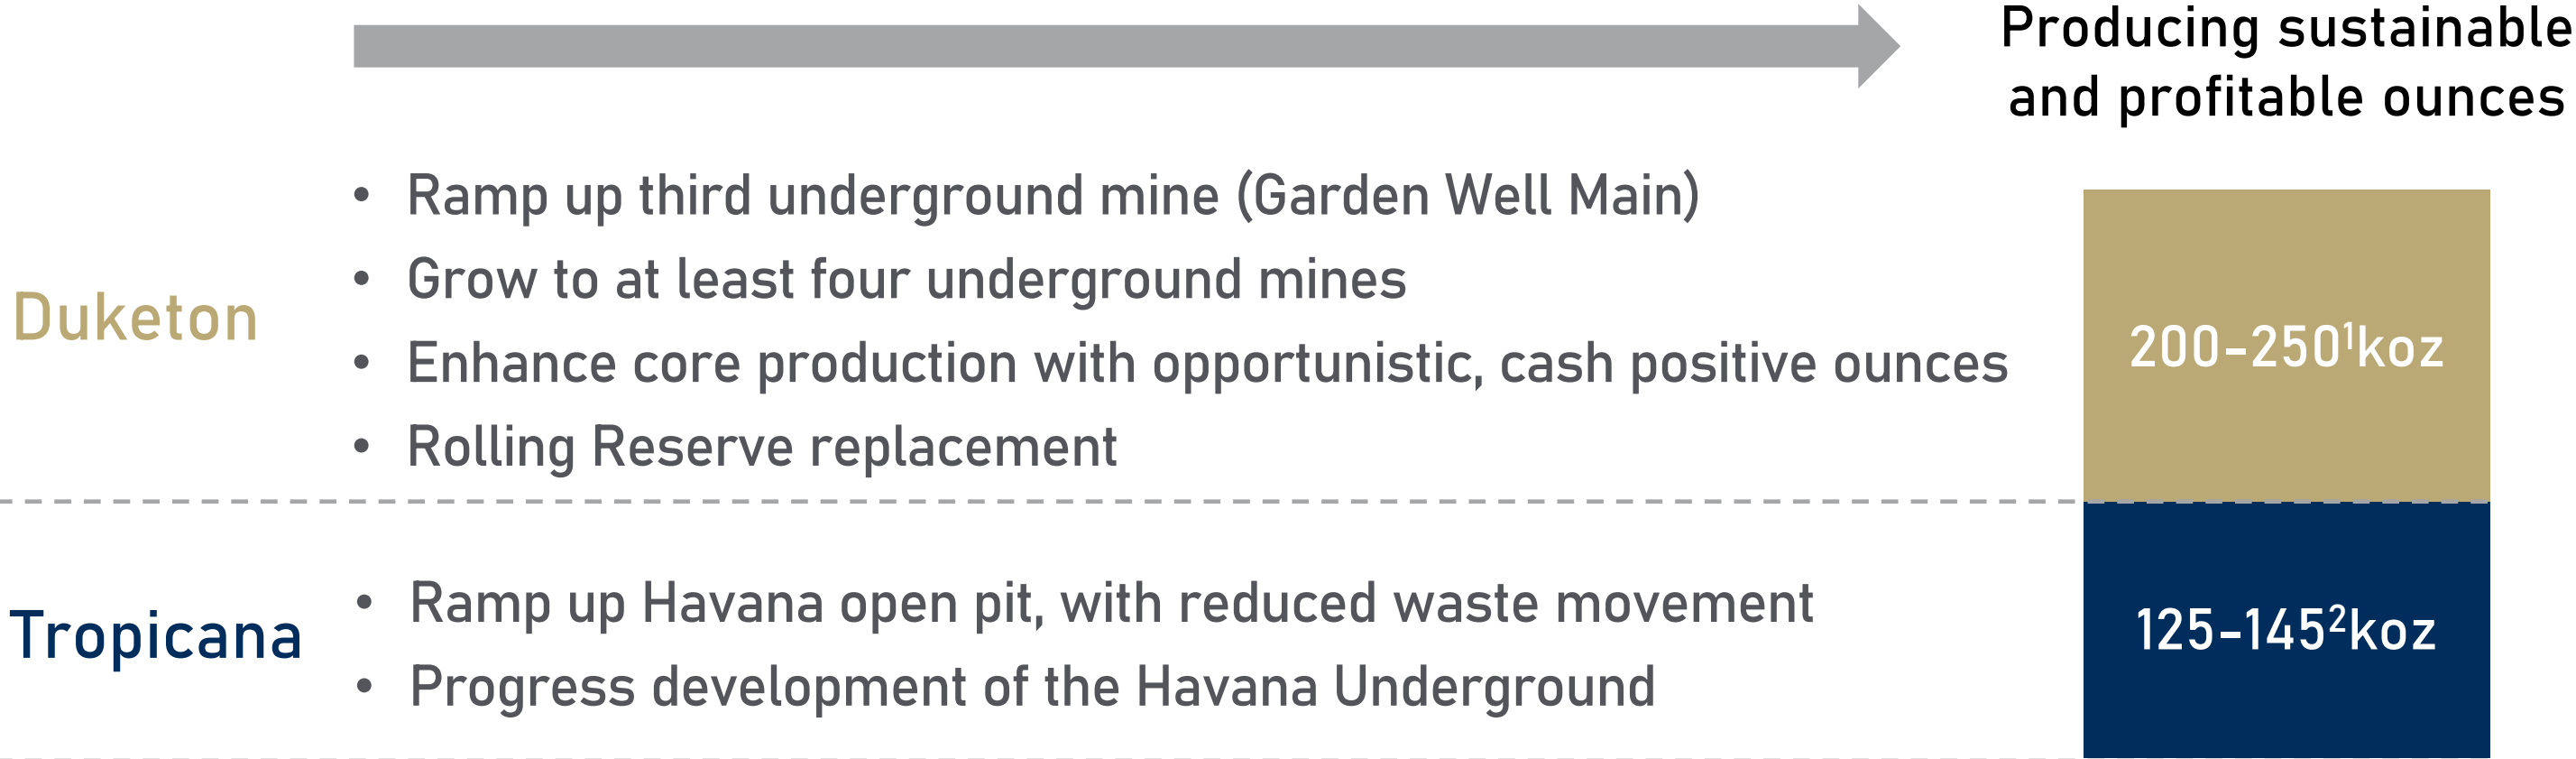 Producing sustainable
and profitable ounces
Duketon
• Ramp up third underground mine (Garden Well Main)
• Grow to at least four underground mines
• Enhance core production with opportunistic, cash positive ounces
• Rolling Reserve replacement
200-250¹koz
Tropicana
• Ramp up Havana open pit, with reduced waste movement
• Progress development of the Havana Underground
125-145²koz